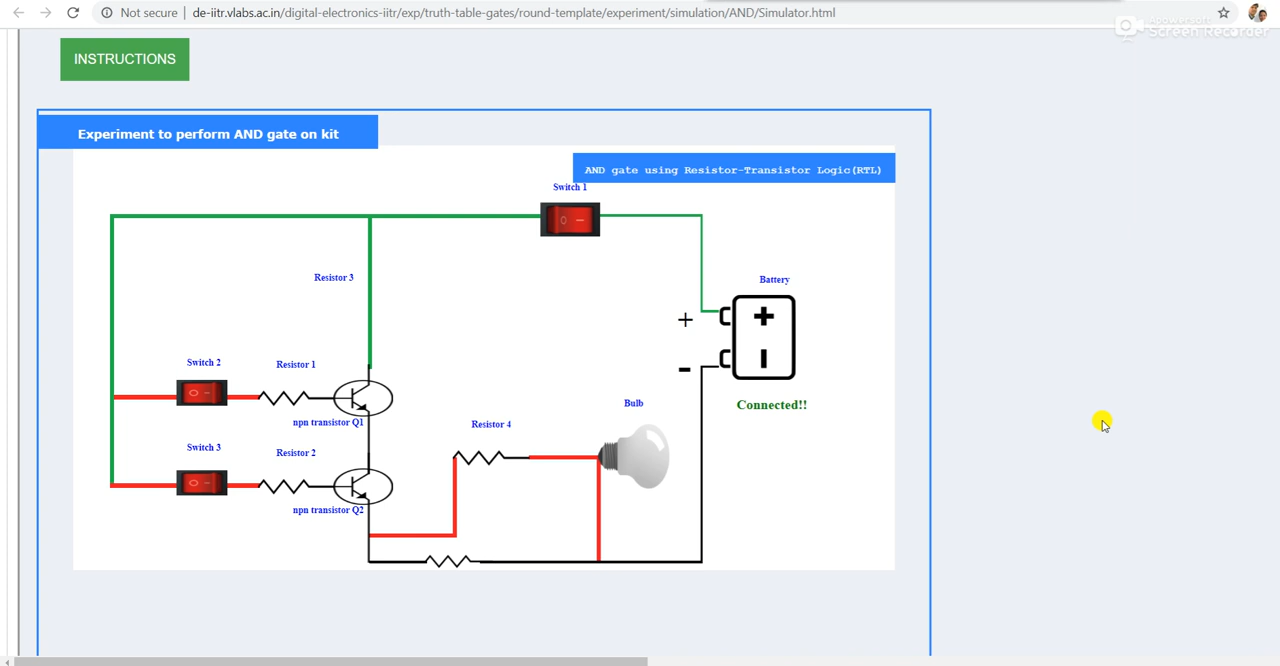 Not secure | de-iitr.vlabs.ac.in/digital-electronics-iitr/exp/truth-table-gates/round-template/experiment/simulation/AND/Simulator.html
Apowersoft
Screen Recorder
INSTRUCTIONS
Experiment to perform AND gate on kit
AND gate using Resistor-Transistor Logic(RTL)
Switch 1
Resistor 3
Battery
+
+
-
Switch 2
Resistor 1
Connected!!
Bulb
npn transistor Q1
Resistor 4
Switch 3
Resistor 2
npn transistor Q2